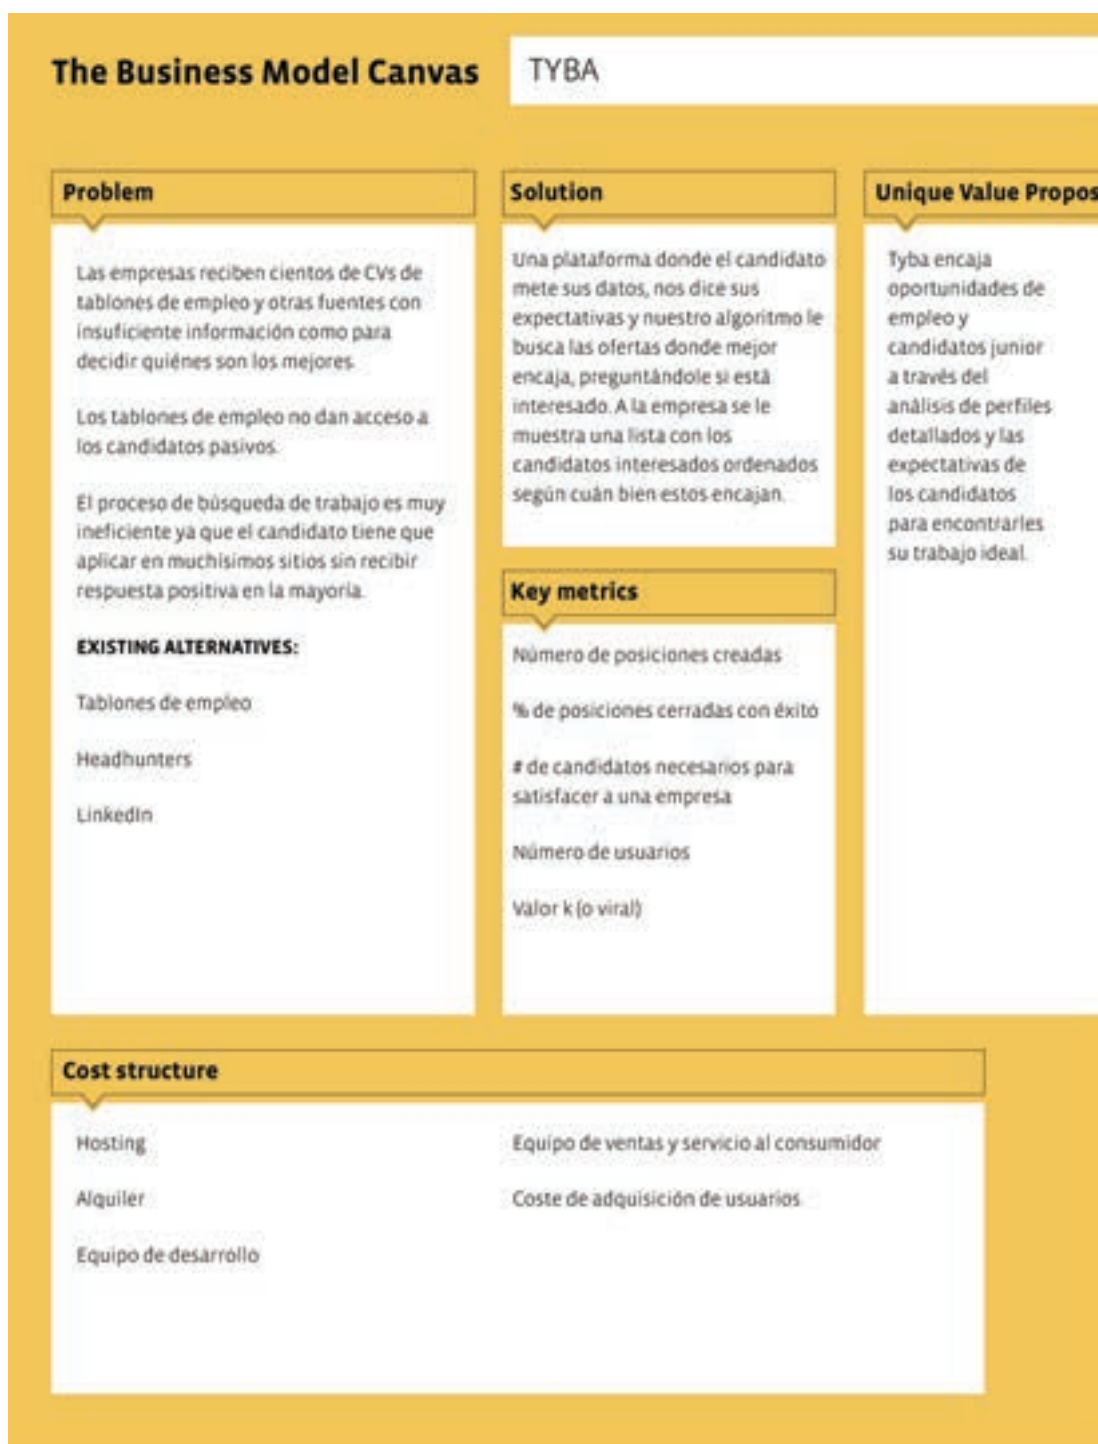 The Business Model Canvas
TYBA
Problem
Las empresas reciben cientos de CVs de
tablones de empleo y otras fuentes con
insuficiente información como para
decidir quiénes son los mejores.
Los tablones de empleo no dan acceso a
los candidatos pasivos.
El proceso de búsqueda de trabajo es muy
ineficiente ya que el candidato tiene que
aplicar en muchísimos sitios sin recibir
respuesta positiva en la mayoría.
EXISTING ALTERNATIVES:
Tablones de empleo
Headhunters
LinkedIn
Solution
Una plataforma donde el candidato
mete sus datos, nos dice sus
expectativas y nuestro algoritmo le
busca las ofertas donde mejor
encaja, preguntándole si está
interesado. A la empresa se le
muestra una lista con los
candidatos interesados ordenados
según cuán bien estos encajan.
Key metrics
Número de posiciones creadas
% de posiciones cerradas con éxito
# de candidatos necesarios para
satisfacer a una empresa
Número de usuarios
Valor k (o viral)
Unique Value Propos
Tyba encaja
oportunidades de
empleo y
candidatos junior
a través del
análisis de perfiles
detallados y las
expectativas de
los candidatos
para encontrarles
su trabajo ideal.
Cost structure
Hosting
Alquiler
Equipo de desarrollo
Equipo de ventas y servicio al consumidor
Coste de adquisición de usuarios